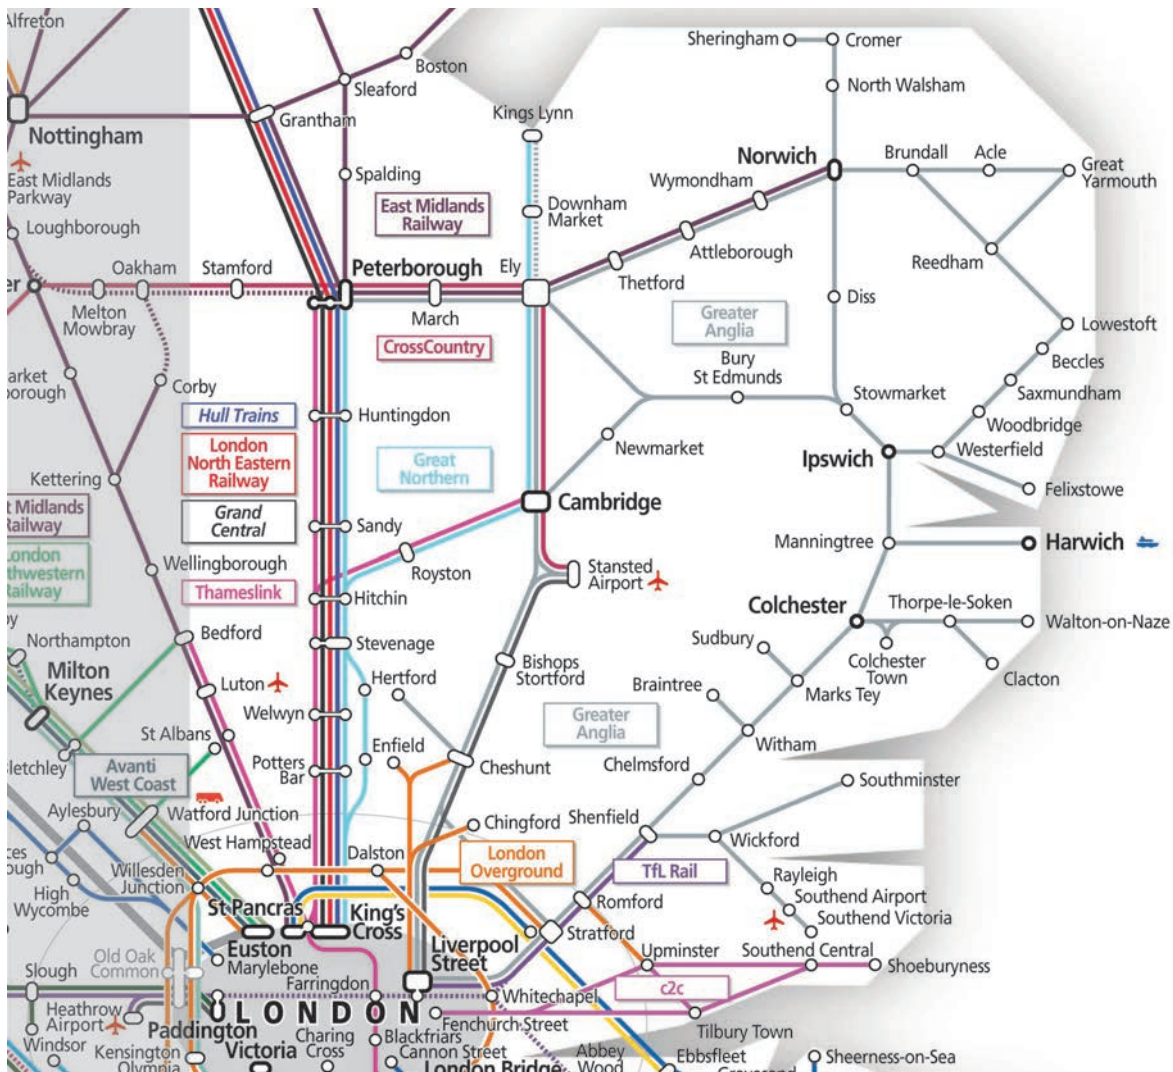 Alfreton
Boston
Sleaford
Sheringham
Cromer
North Walsham
Kings Lynn
Grantham
Nottingham
East Midlands
Parkway
Spalding
East Midlands
Railway
Downham
Market
Norwich
Wymondham
Brundall
Acle
Great
Yarmouth
Loughborough
Attleborough
Reedham
Oakham
Stamford
Peterborough
Ely
Thetford
Melton
Mowbray
March
Diss
Greater
Anglia
Lowestoft
CrossCountry
Bury
St Edmunds
Beccles
Saxmundham
Stowmarket
Woodbridge
Corby
Hull Trains
Huntingdon
Newmarket
London
North Eastern
Railway
Great
Northern
Ipswich
Westerfield
Felixstowe
Kettering
Grand
Central
Cambridge
Sandy
t Midlands
Railway
Manningtree
Harwich
London
thwestern
Railway
Wellingborough
Thameslink
Royston
Hitchin
Stansted
Airport
Colchester
Thorpe-le-Soken
Walton-on-Naze
Northampton
Bedford
Stevenage
Sudbury
Colchester
Town
Clacton
Milton
Keynes
Luton
Hertford
Bishops
Stortford
Braintree
Marks Tey
Welwyn
Greater
Anglia
Witham
St Albans
Enfield
Bletchley
Avanti
West Coast
Potters
Bar
Cheshunt
Chelmsford
Southminster
Aylesbury
Watford Junction
Shenfield
Wickford
Chingford
West Hampstead
Dalston
London
Overground
TfL Rail
Rayleigh
Willesden
Junction
High
Wycombe
Southend Airport
Southend Victoria
Romford
St Pancras
King's
Cross
Stratford
Euston
Liverpool
Street
Upminster
Southend Central
Shoeburyness
Old Oak
Common
Marylebone
Slough
Farringdon
Whitechapel
c2c
Heathrow
Airport
LONDON
Fenchurch Street
Tilbury Town
Paddington
Windsor
Charing
Cross
Blackfriars
Cannon Street
Kensington
Olympia
Victoria
London Bridge
Abbey
Wood
Ebbsfleet
Gravesend
Sheerness-on-Sea